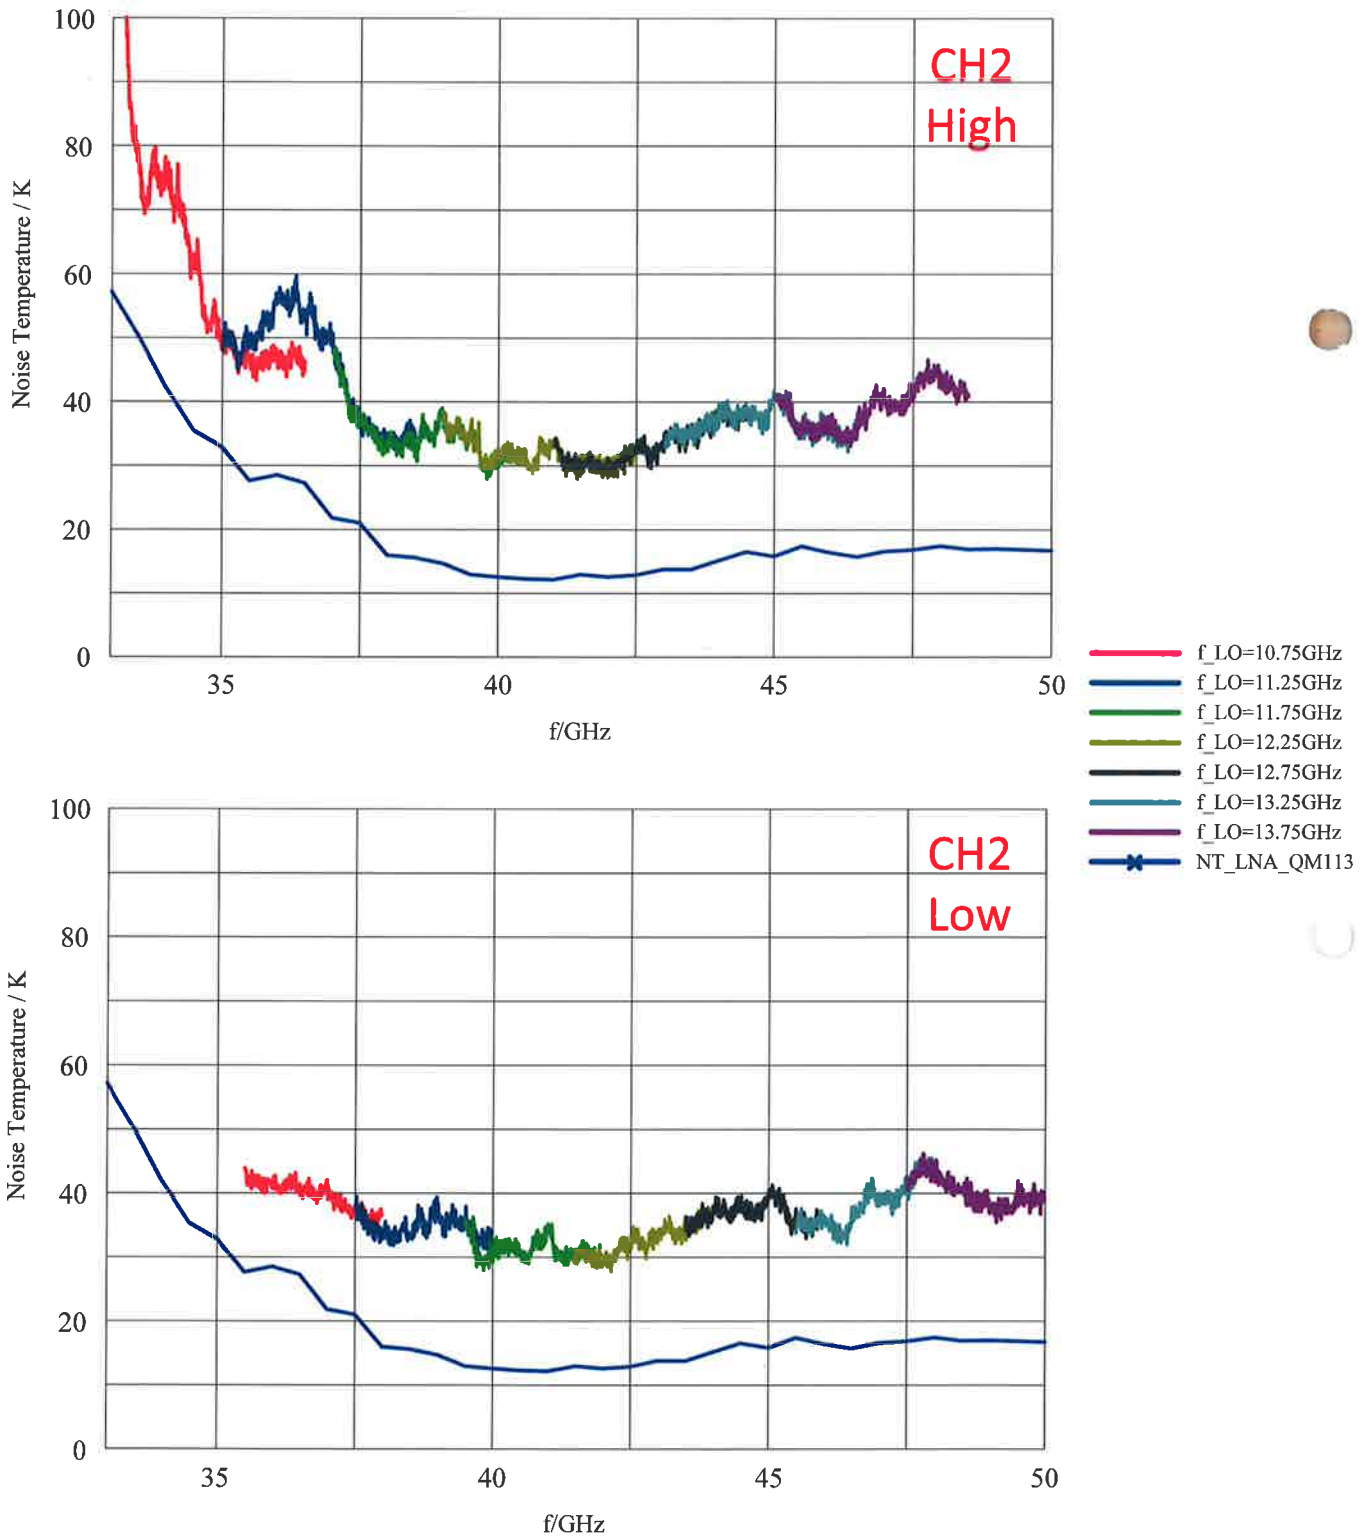 100
80
60
40
20
0
Noise Temperature / K
CH2
High
35
40
45
50
f/GHz
f_LO=10.75GHz
f_LO=11.25GHz
f_LO=11.75GHz
f_LO=12.25GHz
f_LO=12.75GHz
f_LO=13.25GHz
f_LO=13.75GHz
NT_LNA_QM113
100
80
60
40
20
0
Noise Temperature / K
CH2
Low
35
40
45
50
f/GHz